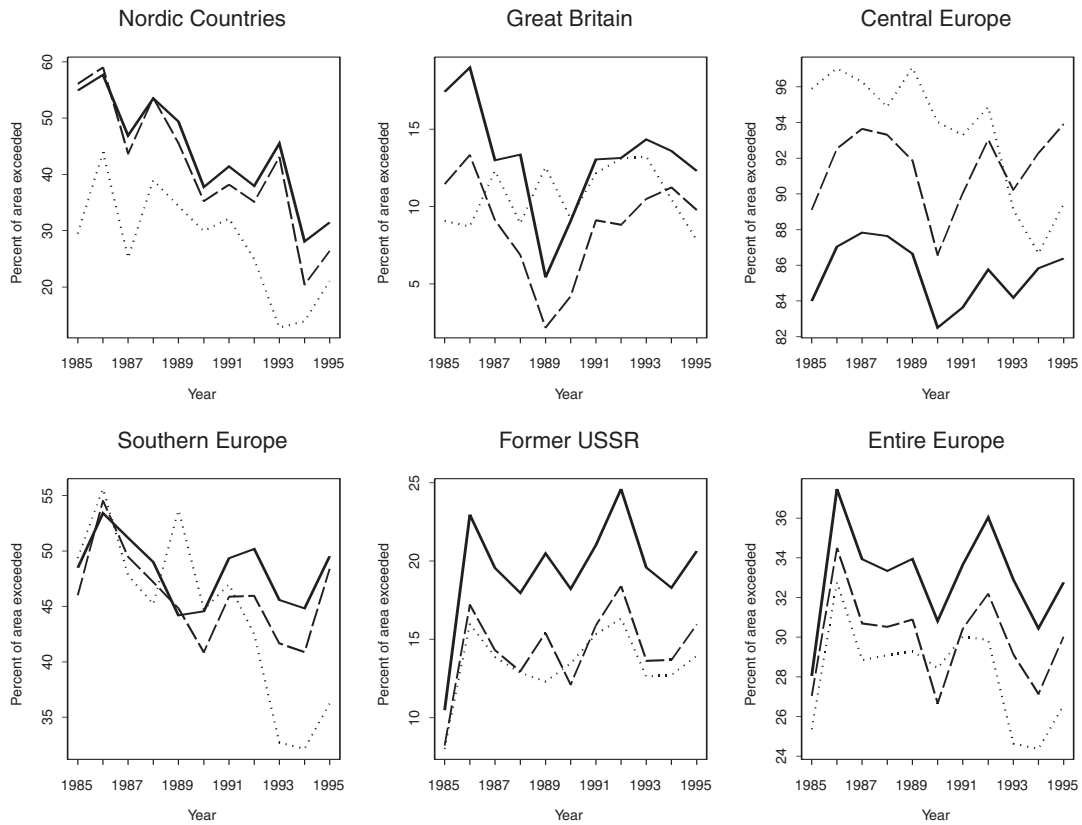 Nordic Countries
Percent of area exceeded
60
50
40
30
20
1985 1987 1989 1991 1993 1995
Year
Great Britain
Percent of area exceeded
15
10
5
1985 1987 1989 1991 1993 1995
Year
Central Europe
Percent of area exceeded
96
94
92
90
88
86
84
82
1985 1987 1989 1991 1993 1995
Year
Southern Europe
Percent of area exceeded
55
50
45
40
35
1985 1987 1989 1991 1993 1995
Year
Former USSR
Percent of area exceeded
25
20
15
10
1985 1987 1989 1991 1993 1995
Year
Entire Europe
Percent of area exceeded
36
34
32
30
28
26
24
1985 1987 1989 1991 1993 1995
Year